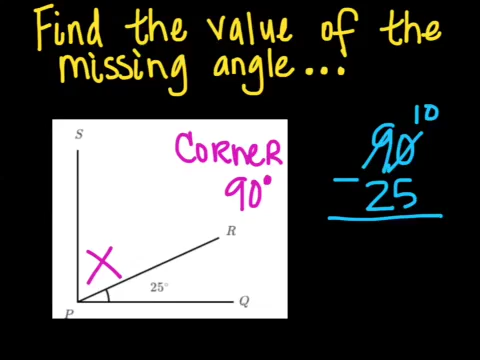 Find the value of the
missing angle...
S
CORNER
90°
R
X
25°
P
Q
10
90
- 25